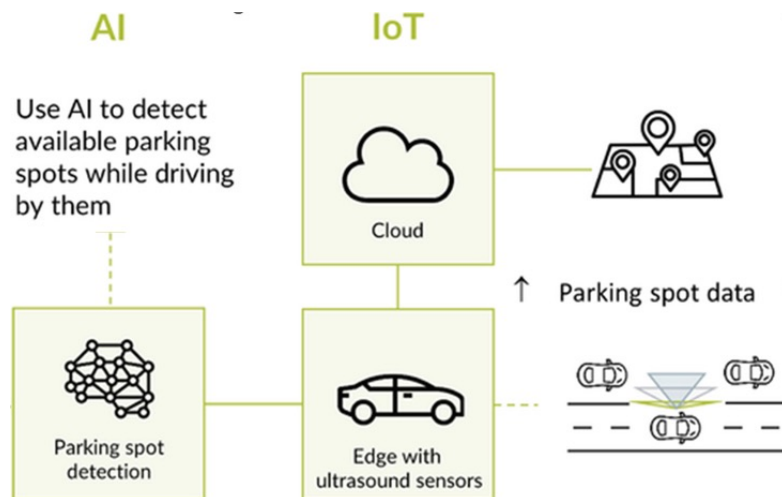 AI
IoT
Use AI to detect
available parking
spots while driving
by them
Cloud
↑ Parking spot data
Parking spot
detection
Edge with
ultrasound sensors